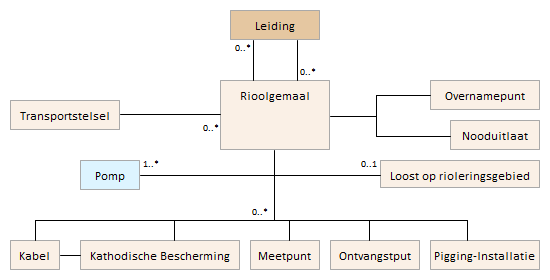 Leiding
0..*
0..*
Rioolgemaal
Transportstelsel
0..*
Overnamepunt
Nooduitlaat
Pomp
1..*
0..1
Loost op rioleringsgebied
0..*
Kabel
Kathodische Bescherming
Meetpunt
Ontvangstput
Pigging-Installatie